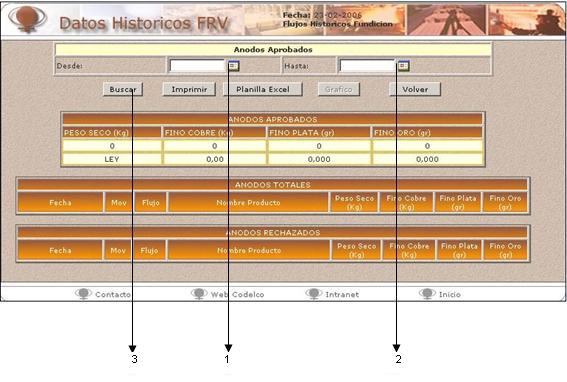 Datos Historicos FRV
Fecha: 23-02-2006
Flujos Historicos Fundicion
Anodos Aprobados
Desde: Hasta:
Buscar Imprimir Planilla Excel Grafico Volver
ANODOS APROBADOS
PESO SECO (Kg) FINO COBRE (Kg) FINO PLATA (gr) FINO ORO (gr)
0 0 0 0
LEY 0,00 0,000 0,000
ANODOS TOTALES
Fecha Mov Flujo Nombre Producto Peso Seco (Kg) Fino Cobre (Kg) Fino Plata (gr) Fino Oro (gr)
ANODOS RECHAZADOS
Fecha Mov Flujo Nombre Producto Peso Seco (Kg) Fino Cobre (Kg) Fino Plata (gr) Fino Oro (gr)
Contacto Web Codelco Intranet Inicio
3 1 2